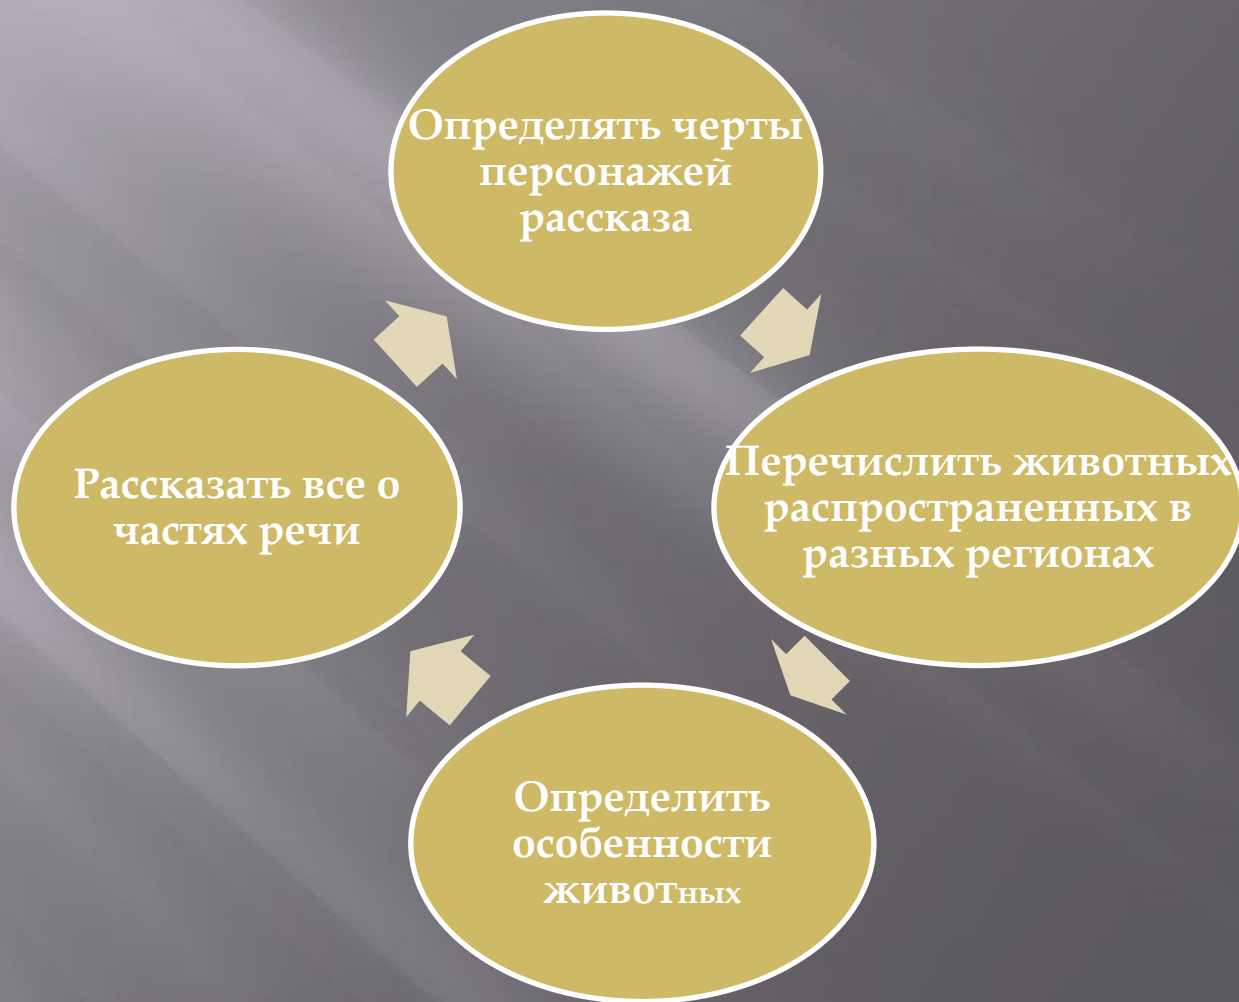 Определять черты
персонажей
рассказа
Перечислить животных
распространенных в
разных регионах
Определить
особенности
животных
Рассказать все о
частях речи